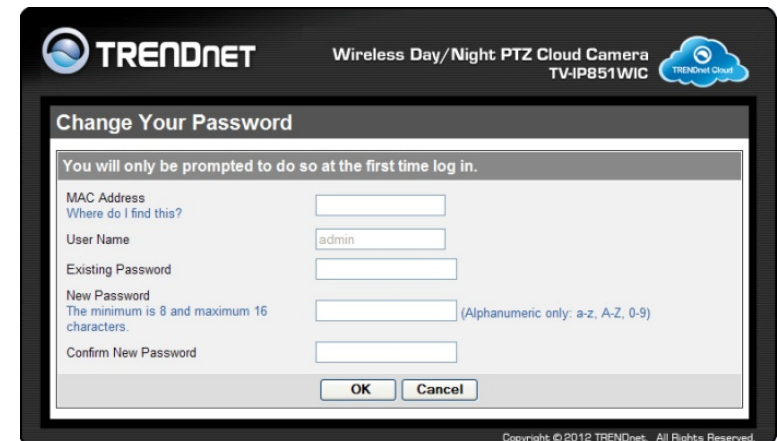 TRENDNET
Wireless Day/Night PTZ Cloud Camera
TV-IP851WIC
TRENDnet Cloud
Change Your Password
You will only be prompted to do so at the first time log in.
MAC Address
Where do I find this?
User Name
admin
Existing Password
New Password
The minimum is 8 and maximum 16
characters.
(Alphanumeric only: a-z, A-Z, 0-9)
Confirm New Password
OK
Cancel
Copyright © 2012 TRENDnet. All Rights Reserved.